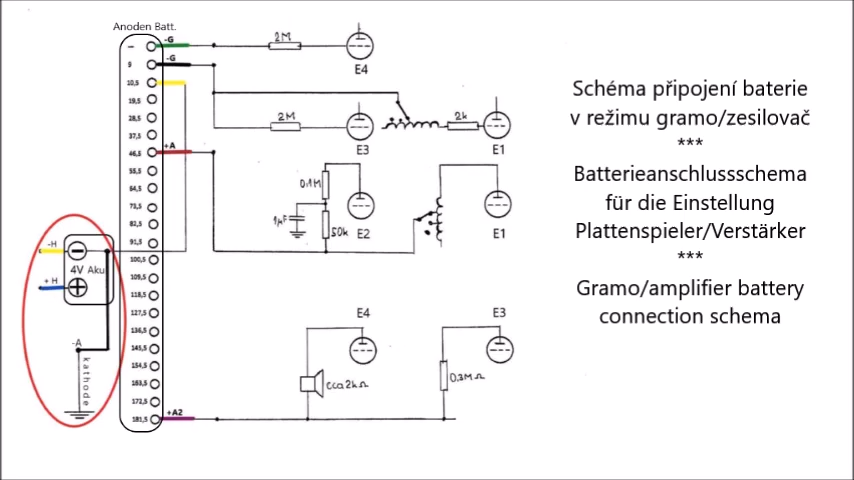 Anoden Batt.
-G
2M
E4
-G
9
10,5
19,5
28,5
37,5
+A
46,5
55,5
64,5
73,5
82,5
91,5
100,5
109,5
118,5
127,5
136,5
145,5
154,5
163,5
172,5
181,5
+A2
2M
E3
2k
E1
0.1M
1µF
50k
E2
E1
-H
4V Aku
+ H
-A
kathode
E4
cca2kΩ
E3
0.3MΩ
Schéma připojení baterie
v režimu gramo/zesilovač
***
Batterieanschlussschema
für die Einstellung
Plattenspieler/Verstärker
***
Gramo/amplifier battery
connection schema